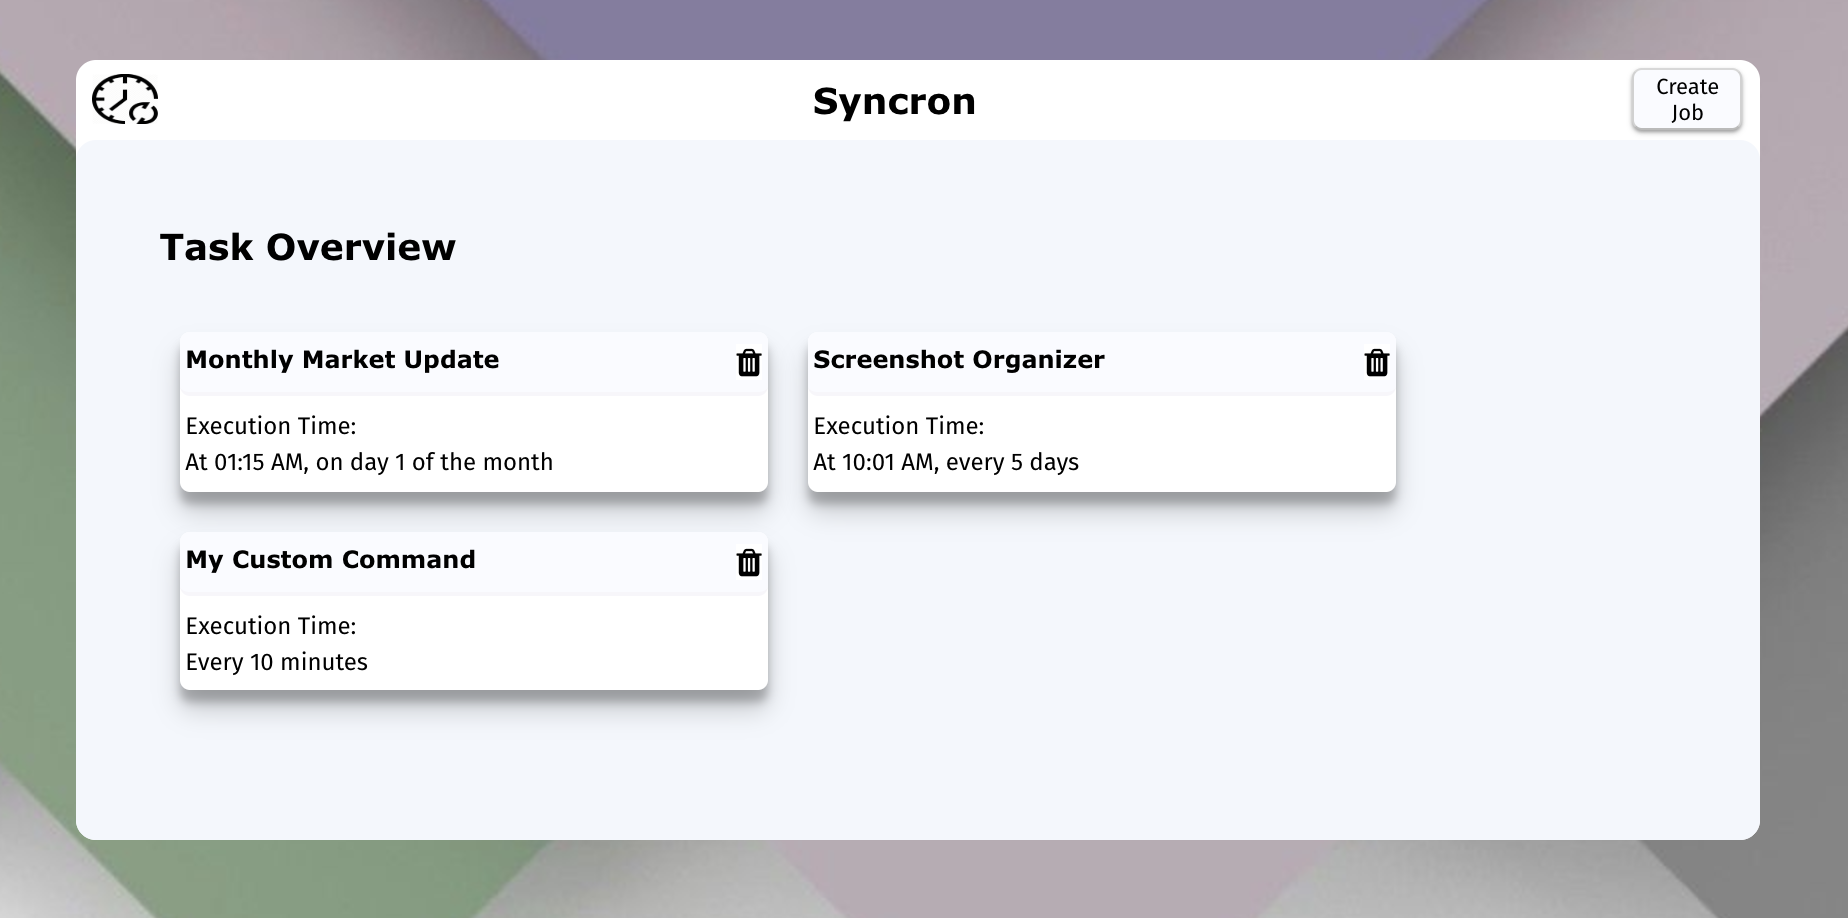 Syncron
Create
Job
Task Overview
Monthly Market Update
Execution Time:
At 01:15 AM, on day 1 of the month
Screenshot Organizer
Execution Time:
At 10:01 AM, every 5 days
My Custom Command
Execution Time:
Every 10 minutes